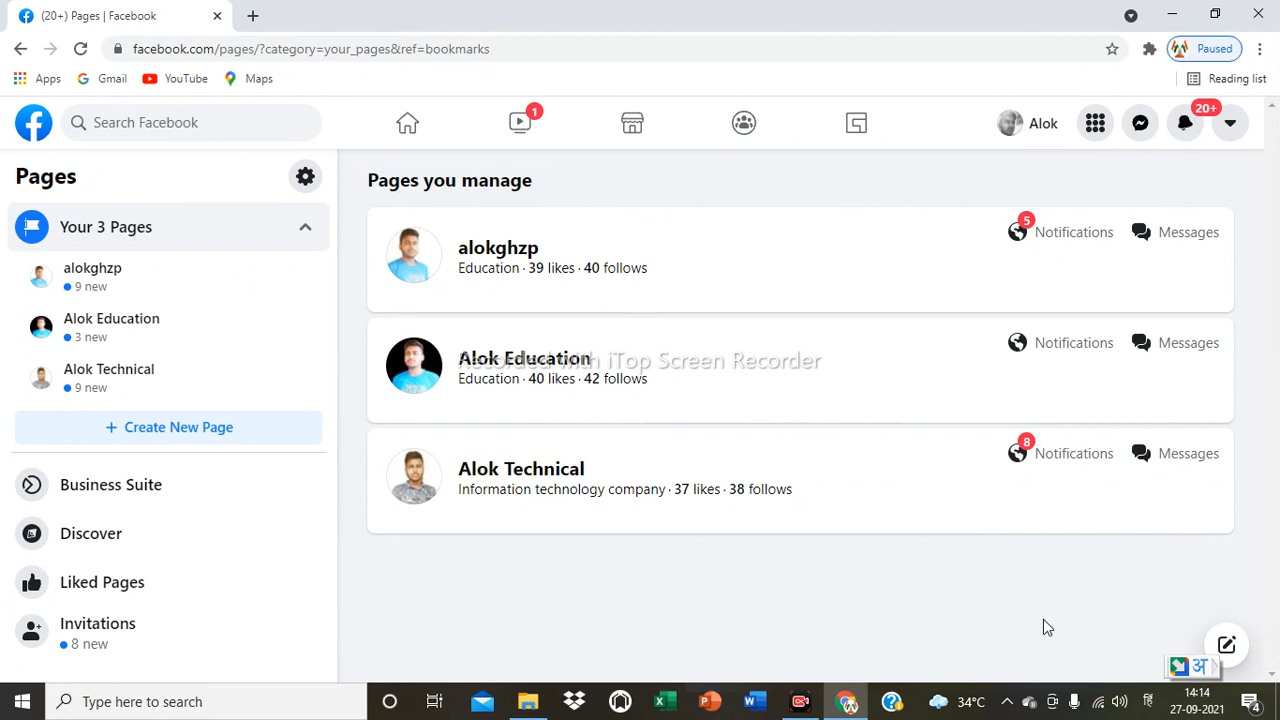 (20+) Pages | Facebook
facebook.com/pages/?category=your_pages&ref=bookmarks
Paused
Apps
Gmail
YouTube
Maps
Reading list
Search Facebook
1
Alok
20+
Pages
Your 3 Pages
alokghzp
9 new
Alok Education
3 new
Alok Technical
9 new
+ Create New Page
Business Suite
Discover
Liked Pages
Invitations
8 new
Pages you manage
alokghzp
Education · 39 likes · 40 follows
5
Notifications
Messages
Alok Education
Education · 40 likes · 42 follows
Notifications
Messages
Recorded with iTop Screen Recorder
Alok Technical
Information technology company · 37 likes · 38 follows
8
Notifications
Messages
अ
Type here to search
34°C
14:14
27-09-2021
4